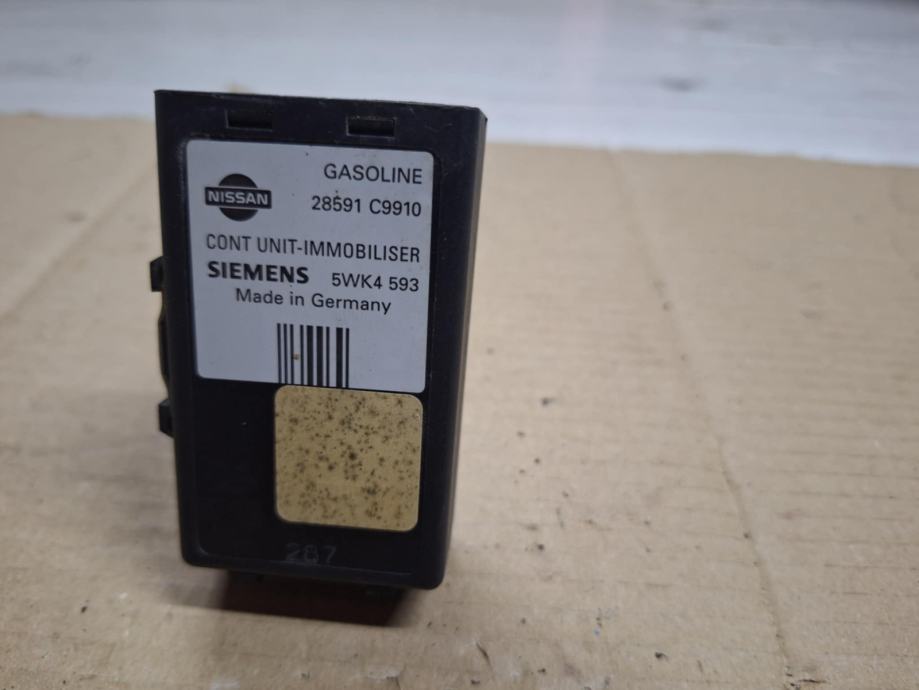 GASOLINE
NISSAN
28591 C9910
CONT UNIT-IMMOBILISER
SIEMENS 5WK4 593
Made in Germany
287